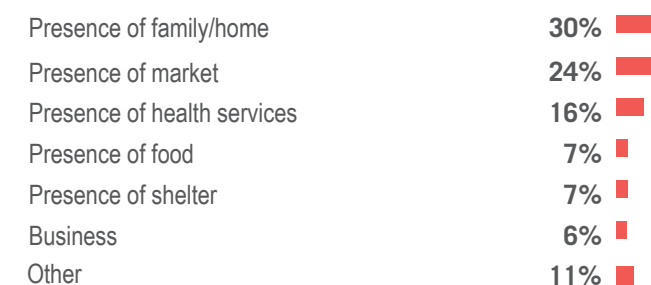 Presence of family/home 30%
Presence of market 24%
Presence of health services 16%
Presence of food 7%
Presence of shelter 7%
Business 6%
Other 11%